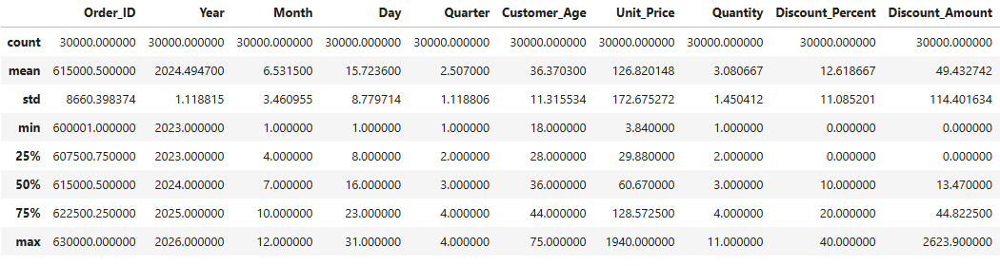 Order_ID Year Month Day Quarter Customer_Age Unit_Price Quantity Discount_Percent Discount_Amount
count 30000.000000 30000.000000 30000.000000 30000.000000 30000.000000 30000.000000 30000.000000 30000.000000 30000.000000 30000.000000
mean 615000.500000 2024.494700 6.531500 15.723600 2.507000 36.370300 126.820148 3.080667 12.618667 49.432742
std 8660.398374 1.118815 3.460955 8.779714 1.118806 11.315534 172.675272 1.450412 11.085201 114.401634
min 600001.000000 2023.000000 1.000000 1.000000 1.000000 18.000000 3.840000 1.000000 0.000000 0.000000
25% 607500.750000 2023.000000 4.000000 8.000000 2.000000 28.000000 29.880000 2.000000 0.000000 0.000000
50% 615000.500000 2024.000000 7.000000 16.000000 3.000000 36.000000 60.670000 3.000000 10.000000 13.470000
75% 622500.250000 2025.000000 10.000000 23.000000 4.000000 44.000000 128.572500 4.000000 20.000000 44.822500
max 630000.000000 2026.000000 12.000000 31.000000 4.000000 75.000000 1940.000000 11.000000 40.000000 2623.900000